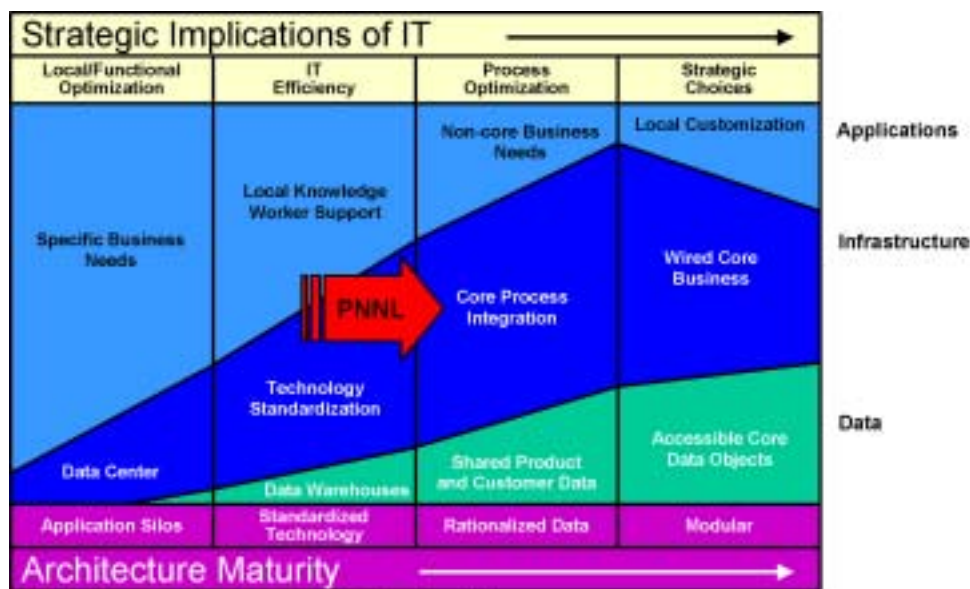 Strategic Implications of IT
Local/Functional
Optimization
IT
Efficiency
Process
Optimization
Strategic
Choices
Specific Business
Needs
Data Center
Local Knowledge
Worker Support
Technology
Standardization
Data Warehouses
PNNL
Non-core Business
Needs
Core Process
Integration
Shared Product
and Customer Data
Local Customization
Wired Core
Business
Accessible Core
Data Objects
Applications
Infrastructure
Data
Application Silos
Standardized
Technology
Rationalized Data
Modular
Architecture Maturity